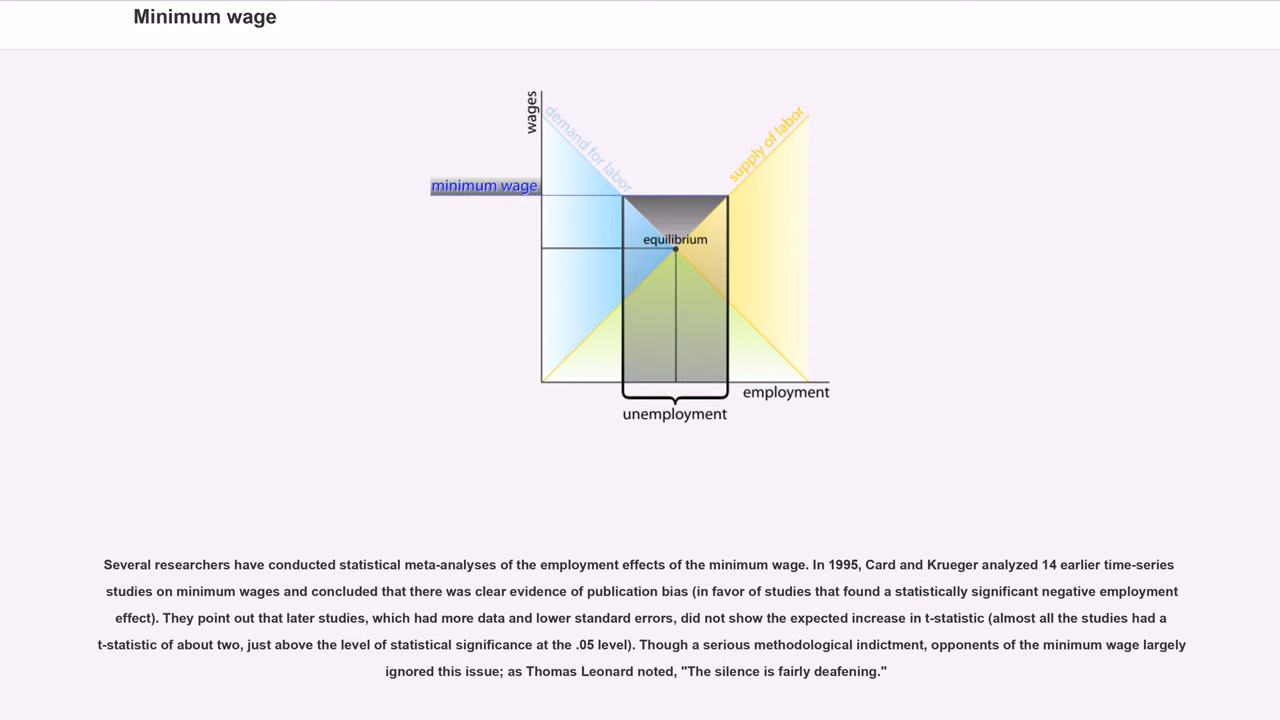 Minimum wage
wages
demand for labor
supply of labor
minimum wage
equilibrium
employment
unemployment
Several researchers have conducted statistical meta-analyses of the employment effects of the minimum wage. In 1995, Card and Krueger analyzed 14 earlier time-series
studies on minimum wages and concluded that there was clear evidence of publication bias (in favor of studies that found a statistically significant negative employment
effect). They point out that later studies, which had more data and lower standard errors, did not show the expected increase in t-statistic (almost all the studies had a
t-statistic of about two, just above the level of statistical significance at the .05 level). Though a serious methodological indictment, opponents of the minimum wage largely
ignored this issue; as Thomas Leonard noted, "The silence is fairly deafening."